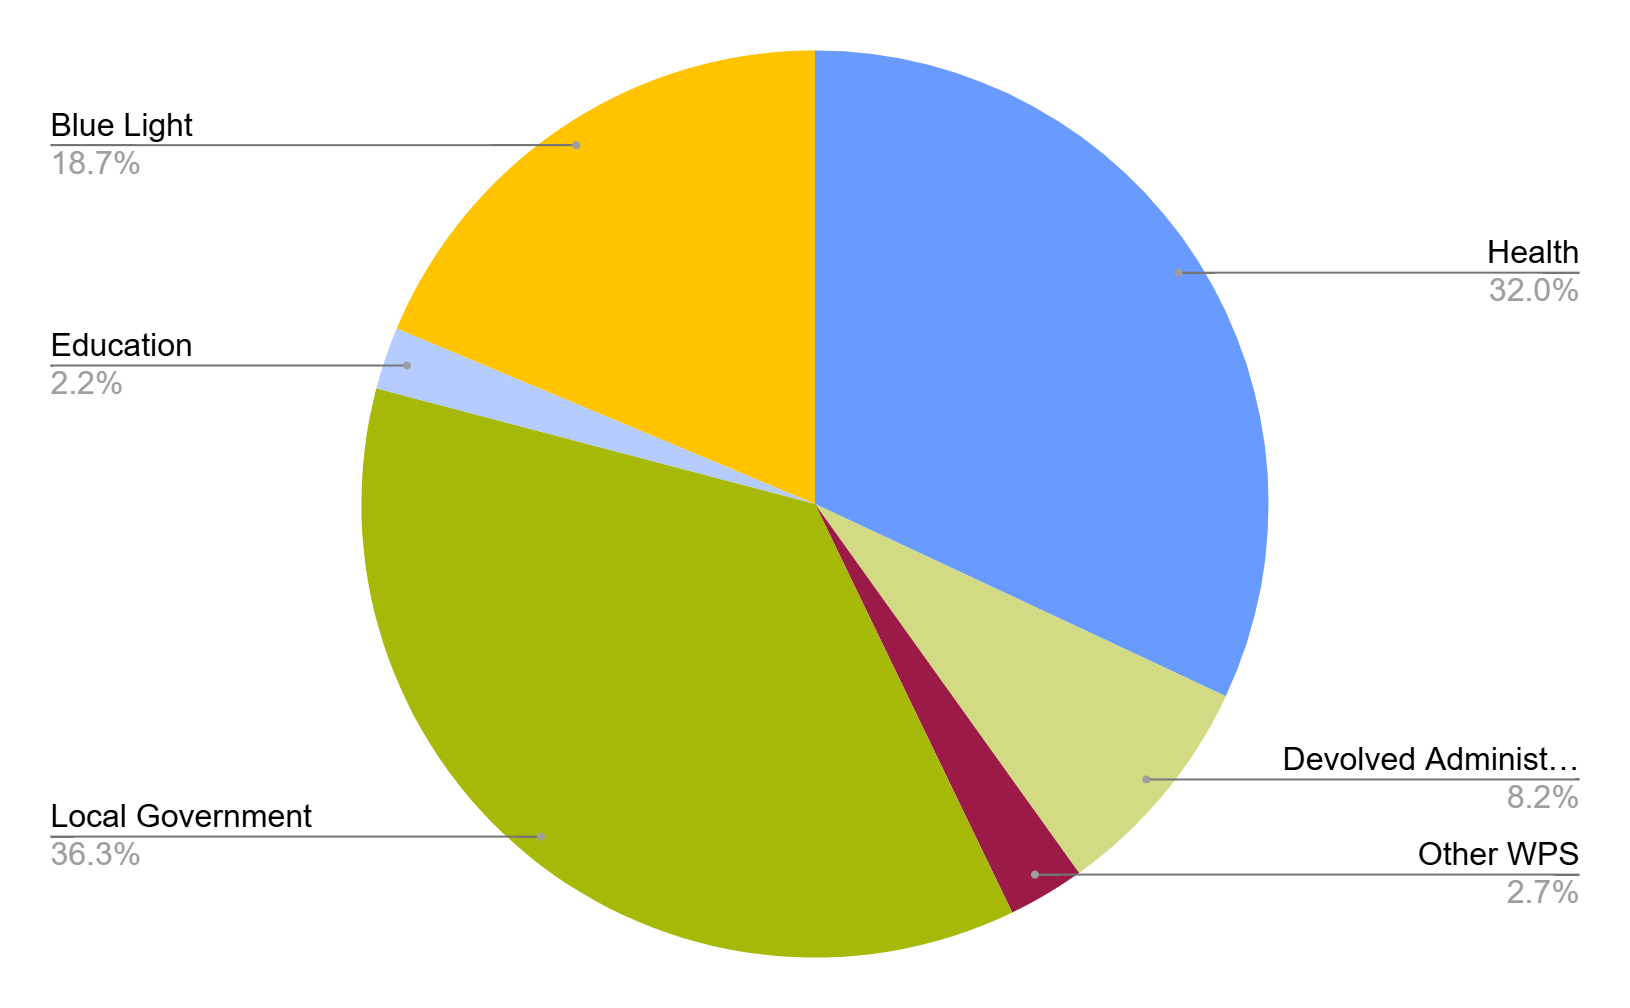 Blue Light
18.7%
Health
32.0%
Education
2.2%
Devolved Administ…
8.2%
Local Government
36.3%
Other WPS
2.7%